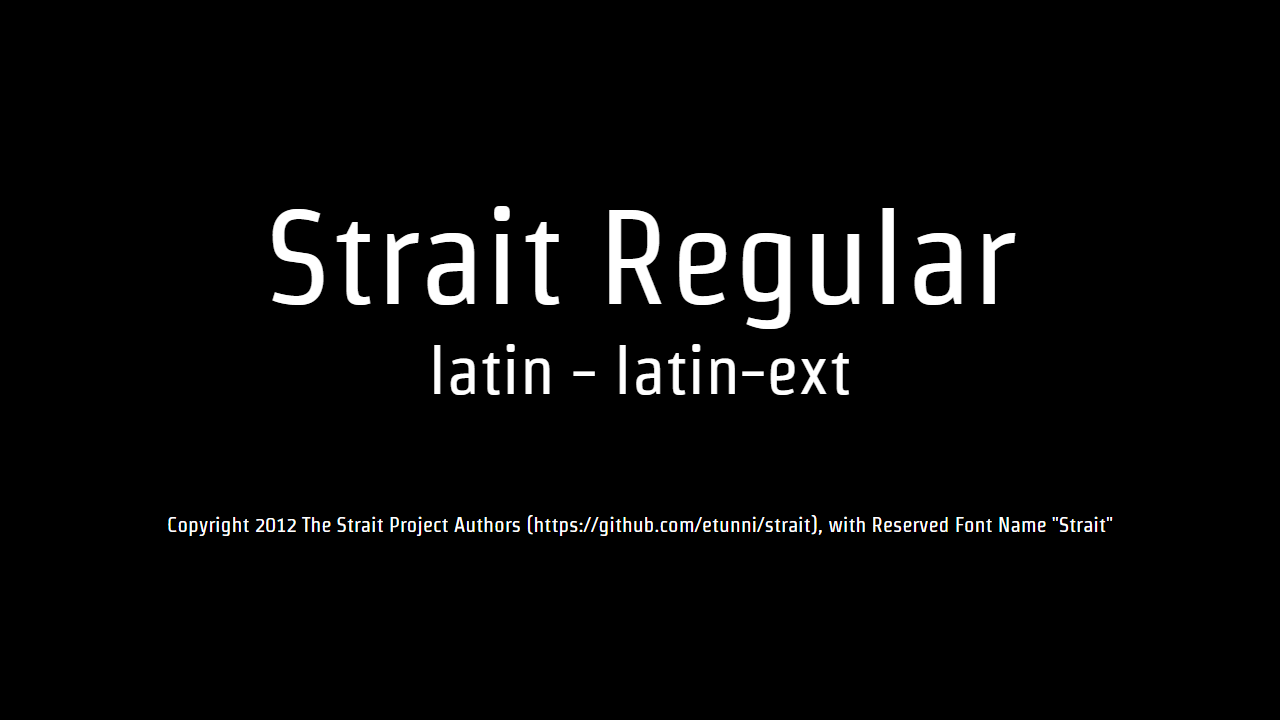 Strait Regular
latin - latin-ext
Copyright 2012 The Strait Project Authors (https://github.com/etunni/strait), with Reserved Font Name "Strait"